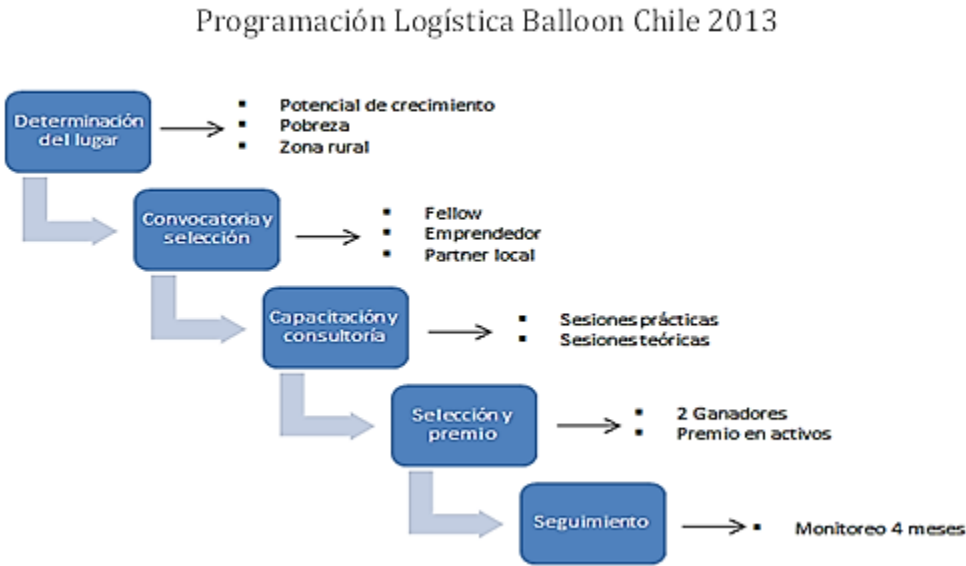 Programación Logística Balloon Chile 2013
Determinación
del lugar
▪ Potencial de crecimiento
▪ Pobreza
▪ Zona rural
Convocatoria y
selección
▪ Fellow
▪ Emprendedor
▪ Partner local
Capacitación y
consultoría
▪ Sesiones prácticas
▪ Sesiones teóricas
Selección y
premio
▪ 2 Ganadores
▪ Premio en activos
Seguimiento
▪ Monitoreo 4 meses